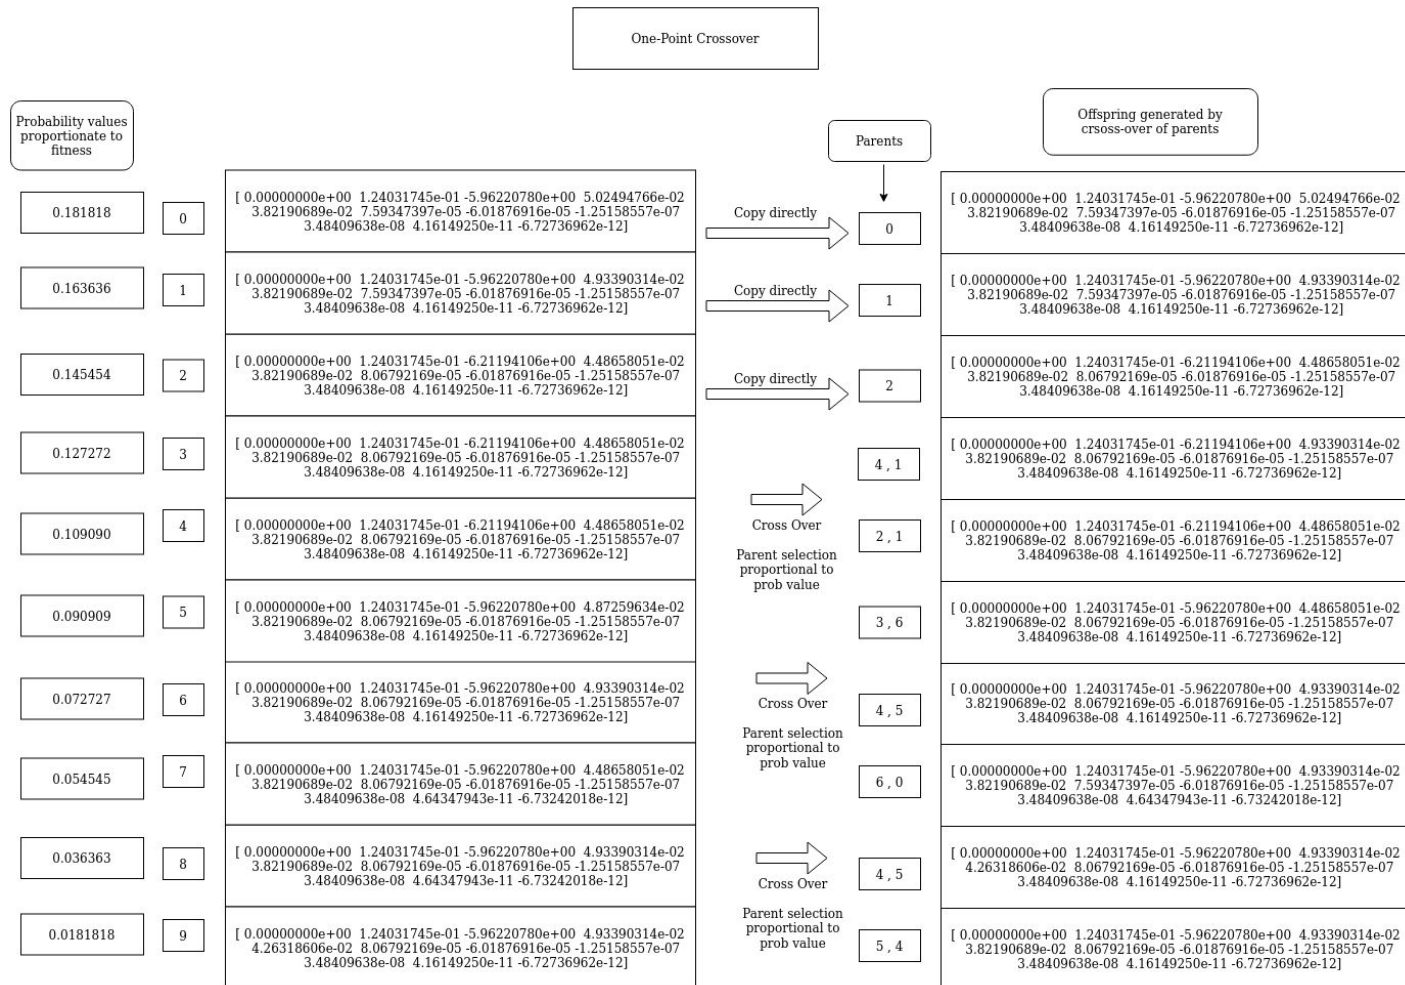 One-Point Crossover
Probability values
proportionate to
fitness
Parents
Offspring generated by
crsoss-over of parents
0.181818
0
[ 0.00000000e+00 1.24031745e-01 -5.96220780e+00 5.02494766e-02
3.82190689e-02 7.59347397e-05 -6.01876916e-05 -1.25158557e-07
3.48409638e-08 4.16149250e-11 -6.72736962e-12]
Copy directly
0
[ 0.00000000e+00 1.24031745e-01 -5.96220780e+00 5.02494766e-02
3.82190689e-02 7.59347397e-05 -6.01876916e-05 -1.25158557e-07
3.48409638e-08 4.16149250e-11 -6.72736962e-12]
0.163636
1
[ 0.00000000e+00 1.24031745e-01 -5.96220780e+00 4.93390314e-02
3.82190689e-02 7.59347397e-05 -6.01876916e-05 -1.25158557e-07
3.48409638e-08 4.16149250e-11 -6.72736962e-12]
Copy directly
1
[ 0.00000000e+00 1.24031745e-01 -5.96220780e+00 4.93390314e-02
3.82190689e-02 7.59347397e-05 -6.01876916e-05 -1.25158557e-07
3.48409638e-08 4.16149250e-11 -6.72736962e-12]
0.145454
2
[ 0.00000000e+00 1.24031745e-01 -6.21194106e+00 4.48658051e-02
3.82190689e-02 8.06792169e-05 -6.01876916e-05 -1.25158557e-07
3.48409638e-08 4.16149250e-11 -6.72736962e-12]
Copy directly
2
[ 0.00000000e+00 1.24031745e-01 -6.21194106e+00 4.48658051e-02
3.82190689e-02 8.06792169e-05 -6.01876916e-05 -1.25158557e-07
3.48409638e-08 4.16149250e-11 -6.72736962e-12]
0.127272
3
[ 0.00000000e+00 1.24031745e-01 -6.21194106e+00 4.48658051e-02
3.82190689e-02 8.06792169e-05 -6.01876916e-05 -1.25158557e-07
3.48409638e-08 4.16149250e-11 -6.72736962e-12]
4 , 1
[ 0.00000000e+00 1.24031745e-01 -6.21194106e+00 4.93390314e-02
3.82190689e-02 8.06792169e-05 -6.01876916e-05 -1.25158557e-07
3.48409638e-08 4.16149250e-11 -6.72736962e-12]
0.109090
4
[ 0.00000000e+00 1.24031745e-01 -6.21194106e+00 4.48658051e-02
3.82190689e-02 8.06792169e-05 -6.01876916e-05 -1.25158557e-07
3.48409638e-08 4.16149250e-11 -6.72736962e-12]
Cross Over
Parent selection
proportional to
prob value
2 , 1
[ 0.00000000e+00 1.24031745e-01 -5.96220780e+00 4.48658051e-02
3.82190689e-02 8.06792169e-05 -6.01876916e-05 -1.25158557e-07
3.48409638e-08 4.16149250e-11 -6.72736962e-12]
0.090909
5
[ 0.00000000e+00 1.24031745e-01 -5.96220780e+00 4.87259634e-02
3.82190689e-02 8.06792169e-05 -6.01876916e-05 -1.25158557e-07
3.48409638e-08 4.16149250e-11 -6.72736962e-12]
3 , 6
[ 0.00000000e+00 1.24031745e-01 -5.96220780e+00 4.48658051e-02
3.82190689e-02 8.06792169e-05 -6.01876916e-05 -1.25158557e-07
3.48409638e-08 4.16149250e-11 -6.72736962e-12]
0.072727
6
[ 0.00000000e+00 1.24031745e-01 -5.96220780e+00 4.93390314e-02
3.82190689e-02 8.06792169e-05 -6.01876916e-05 -1.25158557e-07
3.48409638e-08 4.16149250e-11 -6.72736962e-12]
Cross Over
Parent selection
proportional to
prob value
4 , 5
[ 0.00000000e+00 1.24031745e-01 -5.96220780e+00 4.93390314e-02
3.82190689e-02 8.06792169e-05 -6.01876916e-05 -1.25158557e-07
3.48409638e-08 4.16149250e-11 -6.72736962e-12]
0.054545
7
[ 0.00000000e+00 1.24031745e-01 -5.96220780e+00 4.48658051e-02
3.82190689e-02 8.06792169e-05 -6.01876916e-05 -1.25158557e-07
3.48409638e-08 4.64347943e-11 -6.73242018e-12]
6 , 0
[ 0.00000000e+00 1.24031745e-01 -5.96220780e+00 4.93390314e-02
3.82190689e-02 7.59347397e-05 -6.01876916e-05 -1.25158557e-07
3.48409638e-08 4.64347943e-11 -6.73242018e-12]
0.036363
8
[ 0.00000000e+00 1.24031745e-01 -5.96220780e+00 4.93390314e-02
3.82190689e-02 8.06792169e-05 -6.01876916e-05 -1.25158557e-07
3.48409638e-08 4.64347943e-11 -6.73242018e-12]
Cross Over
Parent selection
proportional to
prob value
4 , 5
[ 0.00000000e+00 1.24031745e-01 -5.96220780e+00 4.93390314e-02
4.26318606e-02 8.06792169e-05 -6.01876916e-05 -1.25158557e-07
3.48409638e-08 4.16149250e-11 -6.72736962e-12]
0.0181818
9
[ 0.00000000e+00 1.24031745e-01 -5.96220780e+00 4.93390314e-02
4.26318606e-02 8.06792169e-05 -6.01876916e-05 -1.25158557e-07
3.48409638e-08 4.16149250e-11 -6.72736962e-12]
5 , 4
[ 0.00000000e+00 1.24031745e-01 -5.96220780e+00 4.93390314e-02
3.82190689e-02 8.06792169e-05 -6.01876916e-05 -1.25158557e-07
3.48409638e-08 4.16149250e-11 -6.72736962e-12]